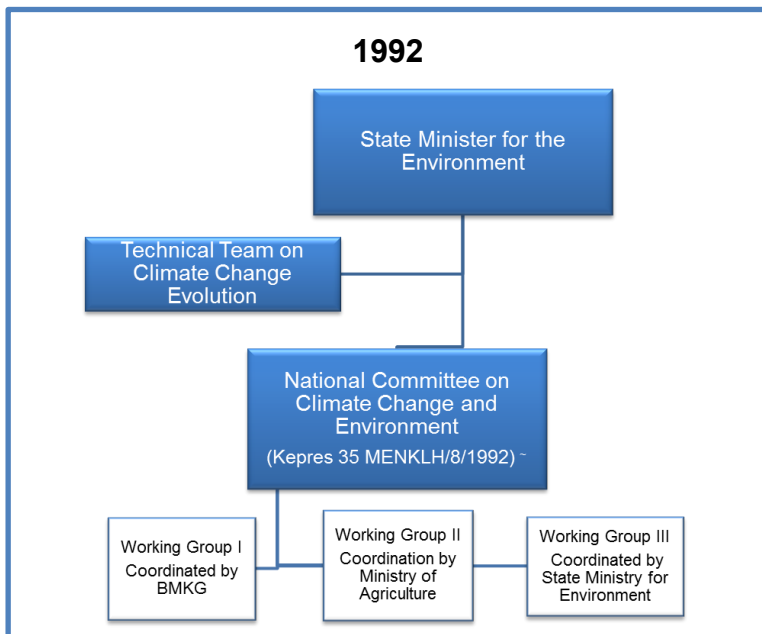 1992
State Minister for the
Environment
Technical Team on
Climate Change
Evolution
National Committee on
Climate Change and
Environment
(Kepres 35 MENKLH/8/1992) ~
Working Group I
Coordinated by
BMKG
Working Group II
Coordination by
Ministry of
Agriculture
Working Group III
Coordinated by
State Ministry for
Environment